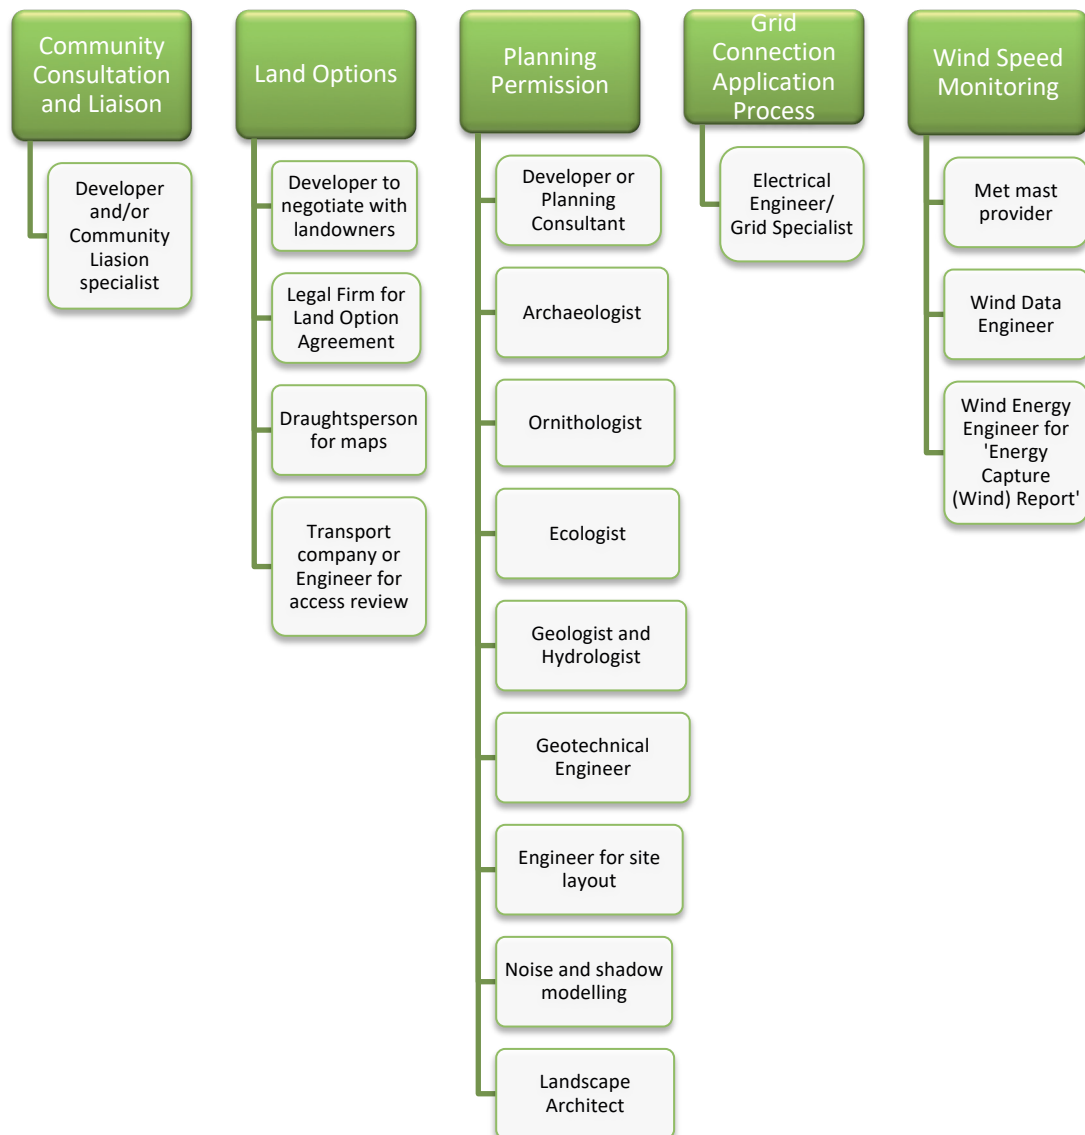 Community
Consultation
and Liaison
Developer
and/or
Community
Liasion
specialist
Land Options
Developer to
negotiate with
landowners
Legal Firm for
Land Option
Agreement
Draughtsperson
for maps
Transport
company or
Engineer for
access review
Planning
Permission
Developer or
Planning
Consultant
Archaeologist
Ornithologist
Ecologist
Geologist and
Hydrologist
Geotechnical
Engineer
Engineer for site
layout
Noise and shadow
modelling
Landscape
Architect
Grid
Connection
Application
Process
Electrical
Engineer/
Grid Specialist
Wind Speed
Monitoring
Met mast
provider
Wind Data
Engineer
Wind Energy
Engineer for
'Energy
Capture
(Wind) Report'